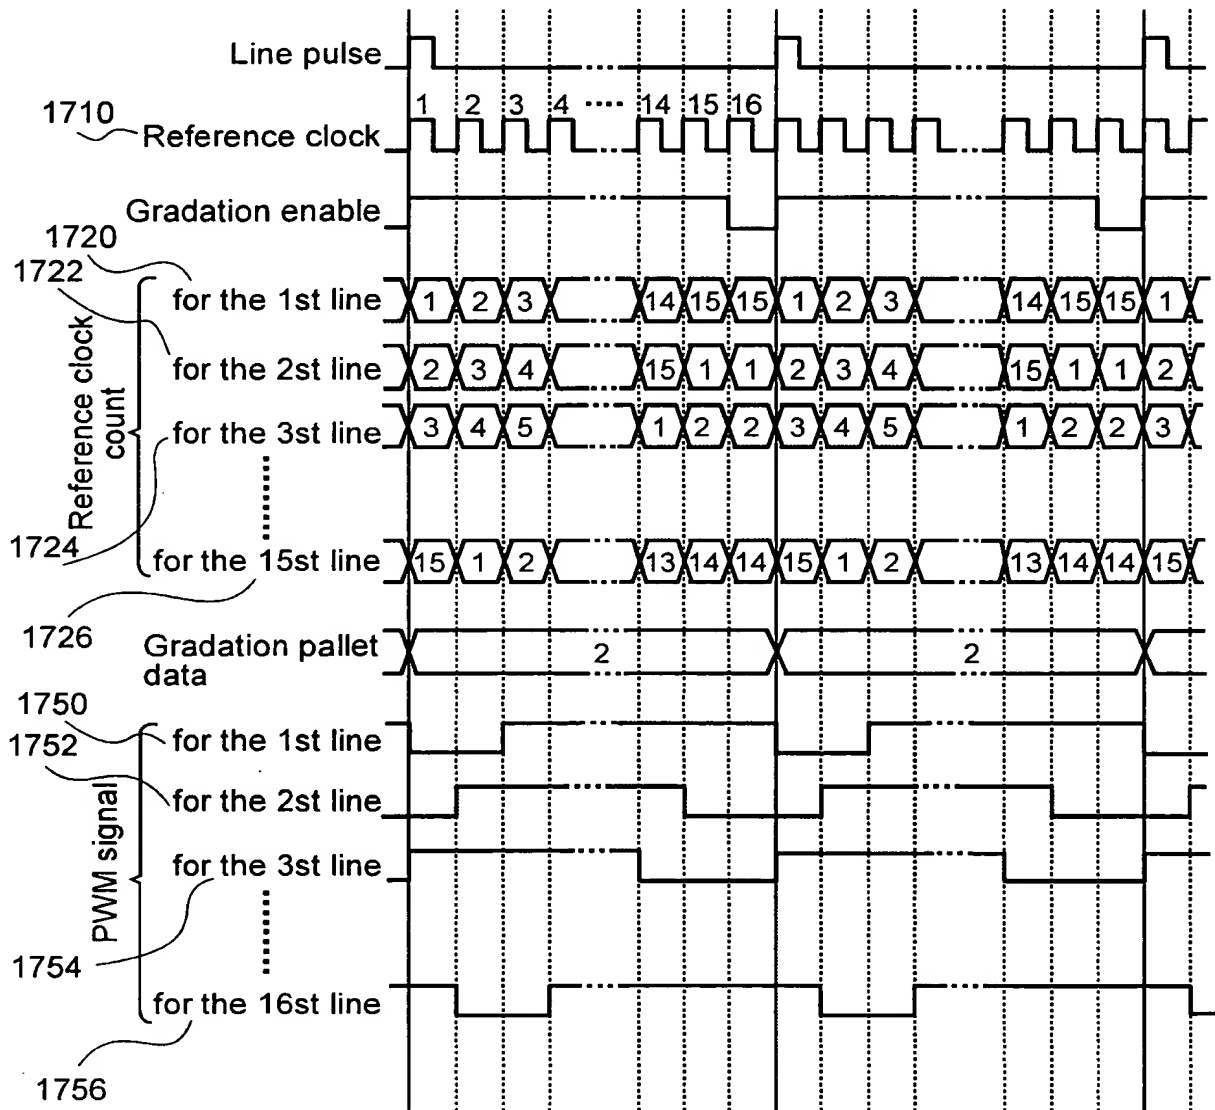 Line pulse
1710
Reference clock
1 2 3 4 ···· 14 15 16
Gradation enable
1720
1722
Reference clock
count
for the 1st line
1 2 3 14 15 15 1 2 3 14 15 15 1
for the 2st line
2 3 4 15 1 1 2 3 4 15 1 1 2
for the 3st line
3 4 5 1 2 2 3 4 5 1 2 2 3
1724
for the 15st line
15 1 2 13 14 14 15 1 2 13 14 14 15
1726
Gradation pallet
data
2 2
1750
1752
PWM signal
for the 1st line
for the 2st line
for the 3st line
1754
for the 16st line
1756